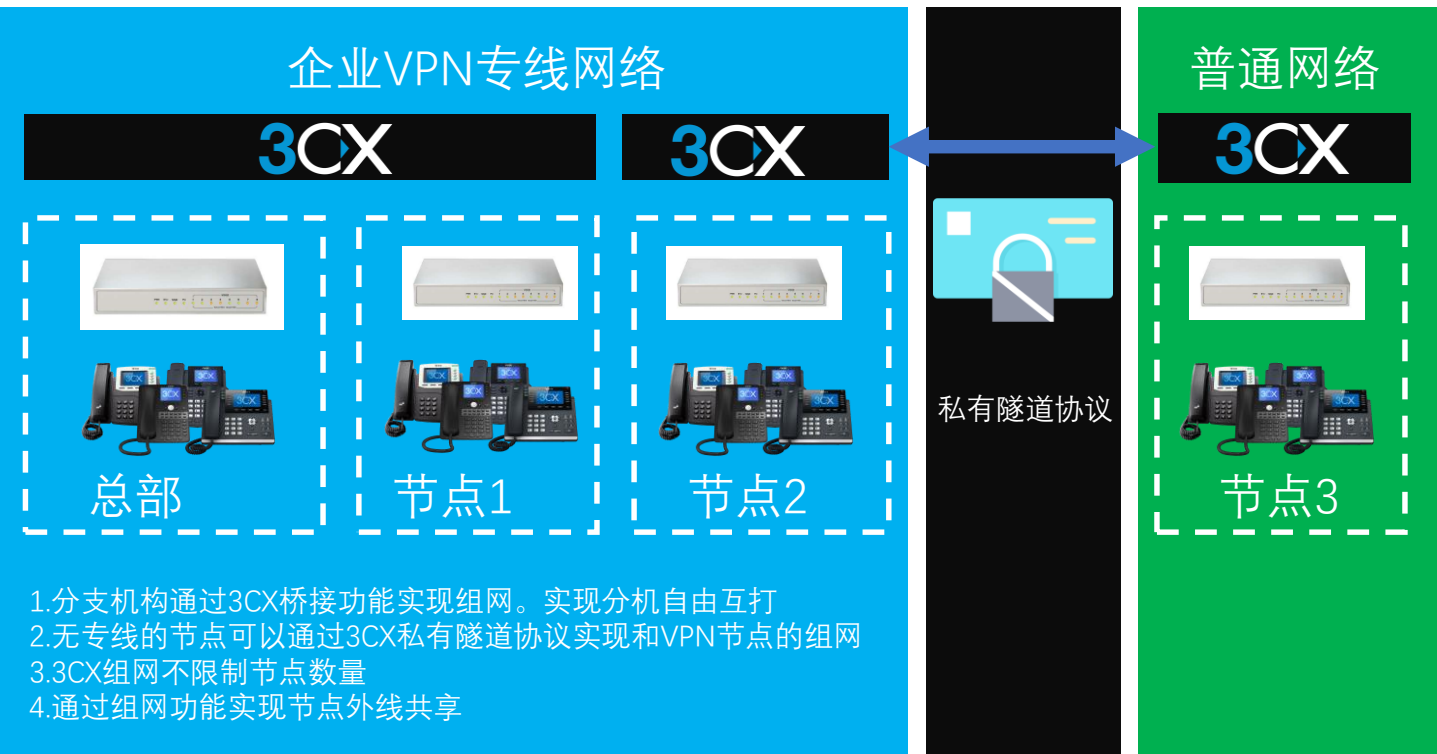 企业VPN专线网络
普通网络
3CX
3CX
3CX
私有隧道协议
总部
节点1
节点2
节点3
1.分支机构通过3CX桥接功能实现组网。实现分机自由互打
2.无专线的节点可以通过3CX私有隧道协议实现和VPN节点的组网
3.3CX组网不限制节点数量
4.通过组网功能实现节点外线共享